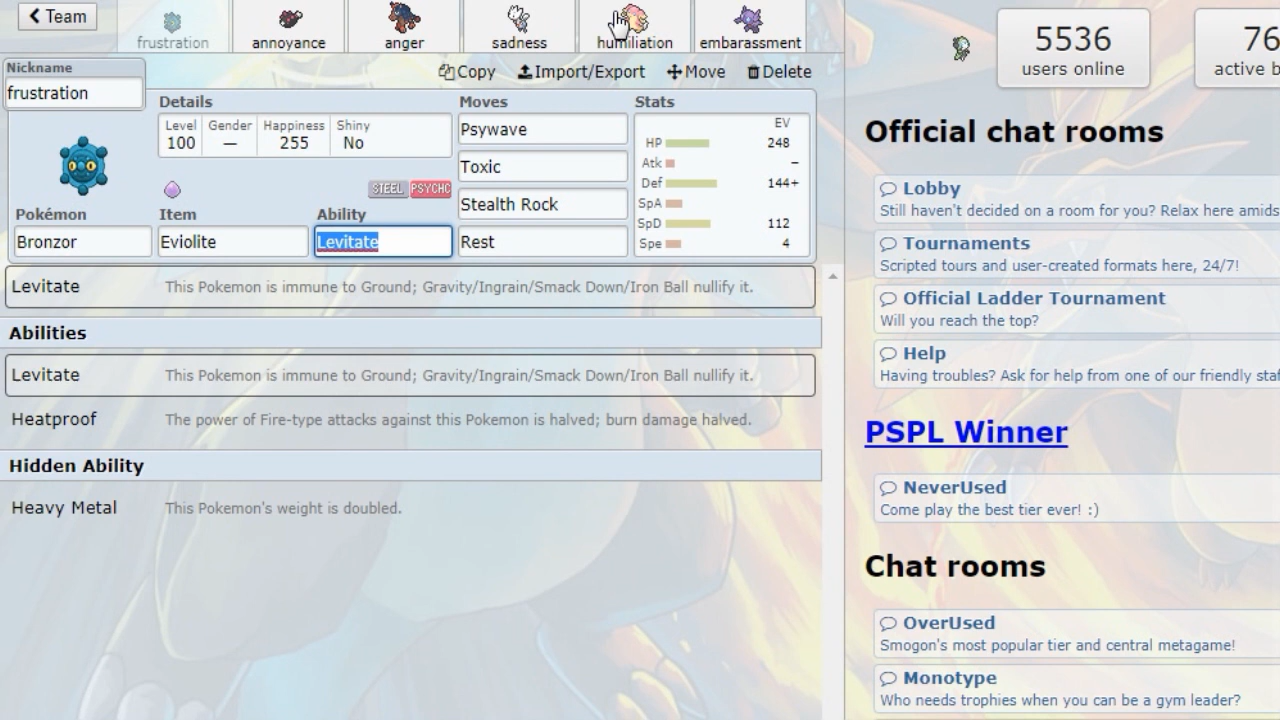 Team
frustration
annoyance
anger
sadness
humiliation
embarassment
Copy
Import/Export
Move
Delete
Nickname
frustration
Details
Level
100
Gender
—
Happiness
255
Shiny
No
STEEL
PSYCHC
Pokémon
Bronzor
Item
Eviolite
Ability
Levitate
Moves
Psywave
Toxic
Stealth Rock
Rest
Stats
EV
HP 248
Atk –
Def 144+
SpA
SpD 112
Spe 4
Levitate This Pokemon is immune to Ground; Gravity/Ingrain/Smack Down/Iron Ball nullify it.
Abilities
Levitate This Pokemon is immune to Ground; Gravity/Ingrain/Smack Down/Iron Ball nullify it.
Heatproof The power of Fire-type attacks against this Pokemon is halved; burn damage halved.
Hidden Ability
Heavy Metal This Pokemon's weight is doubled.
5536
users online
76
active b
Official chat rooms
Lobby
Still haven't decided on a room for you? Relax here amids
Tournaments
Scripted tours and user-created formats here, 24/7!
Official Ladder Tournament
Will you reach the top?
Help
Having troubles? Ask for help from one of our friendly staf
PSPL Winner
NeverUsed
Come play the best tier ever! :)
Chat rooms
OverUsed
Smogon's most popular tier and central metagame!
Monotype
Who needs trophies when you can be a gym leader?